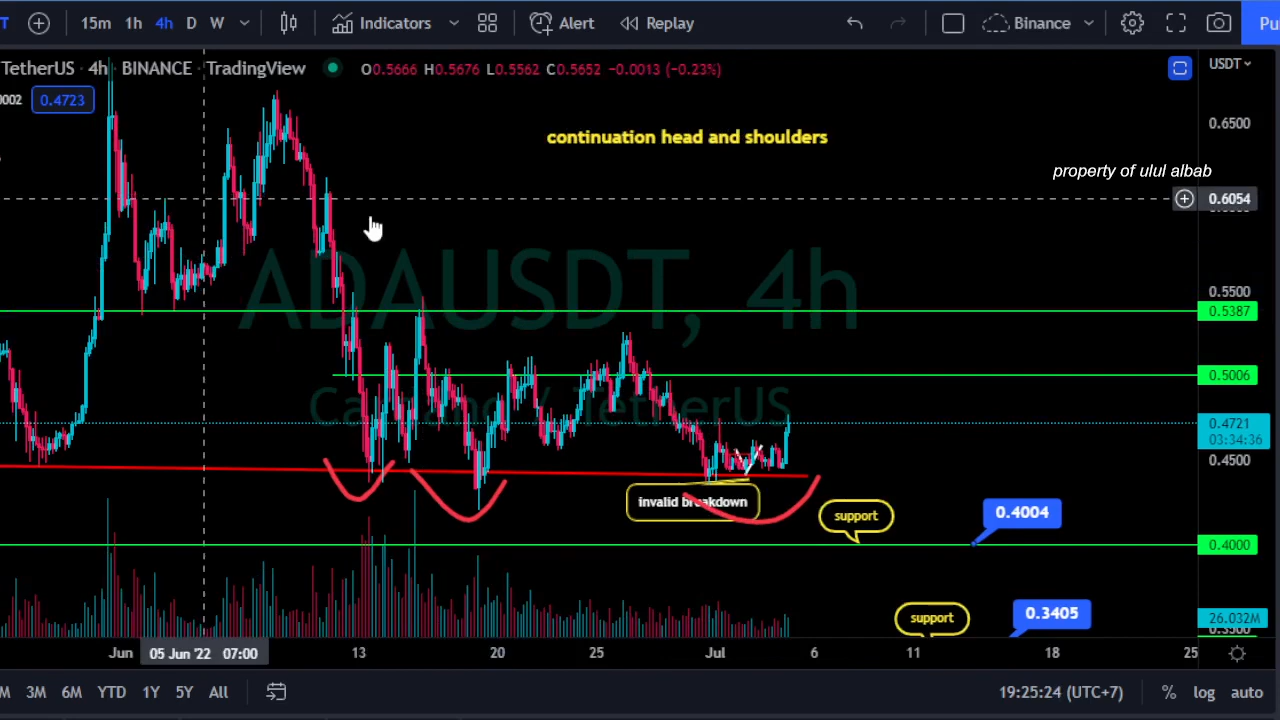 T 15m 1h 4h D W Indicators Alert Replay Binance Pu
TetherUS · 4h BINANCE · TradingView O0.5666 H0.5676 L0.5562 C0.5652 −0.0013 (−0.23%) USDT
0002 0.4723
0.6500
continuation head and shoulders
property of ulul albab
0.6054
ADAUSDT, 4h
0.5500
0.5387
0.5006
Cardano / TetherUS
0.4721
03:34:36
0.4500
invalid breakdown
support
0.4004
0.4000
support
0.3405
26.032M
Jun 05 Jun '22 07:00 13 20 25 Jul 6 11 18 25
M 3M 6M YTD 1Y 5Y All 19:25:24 (UTC+7) % log auto